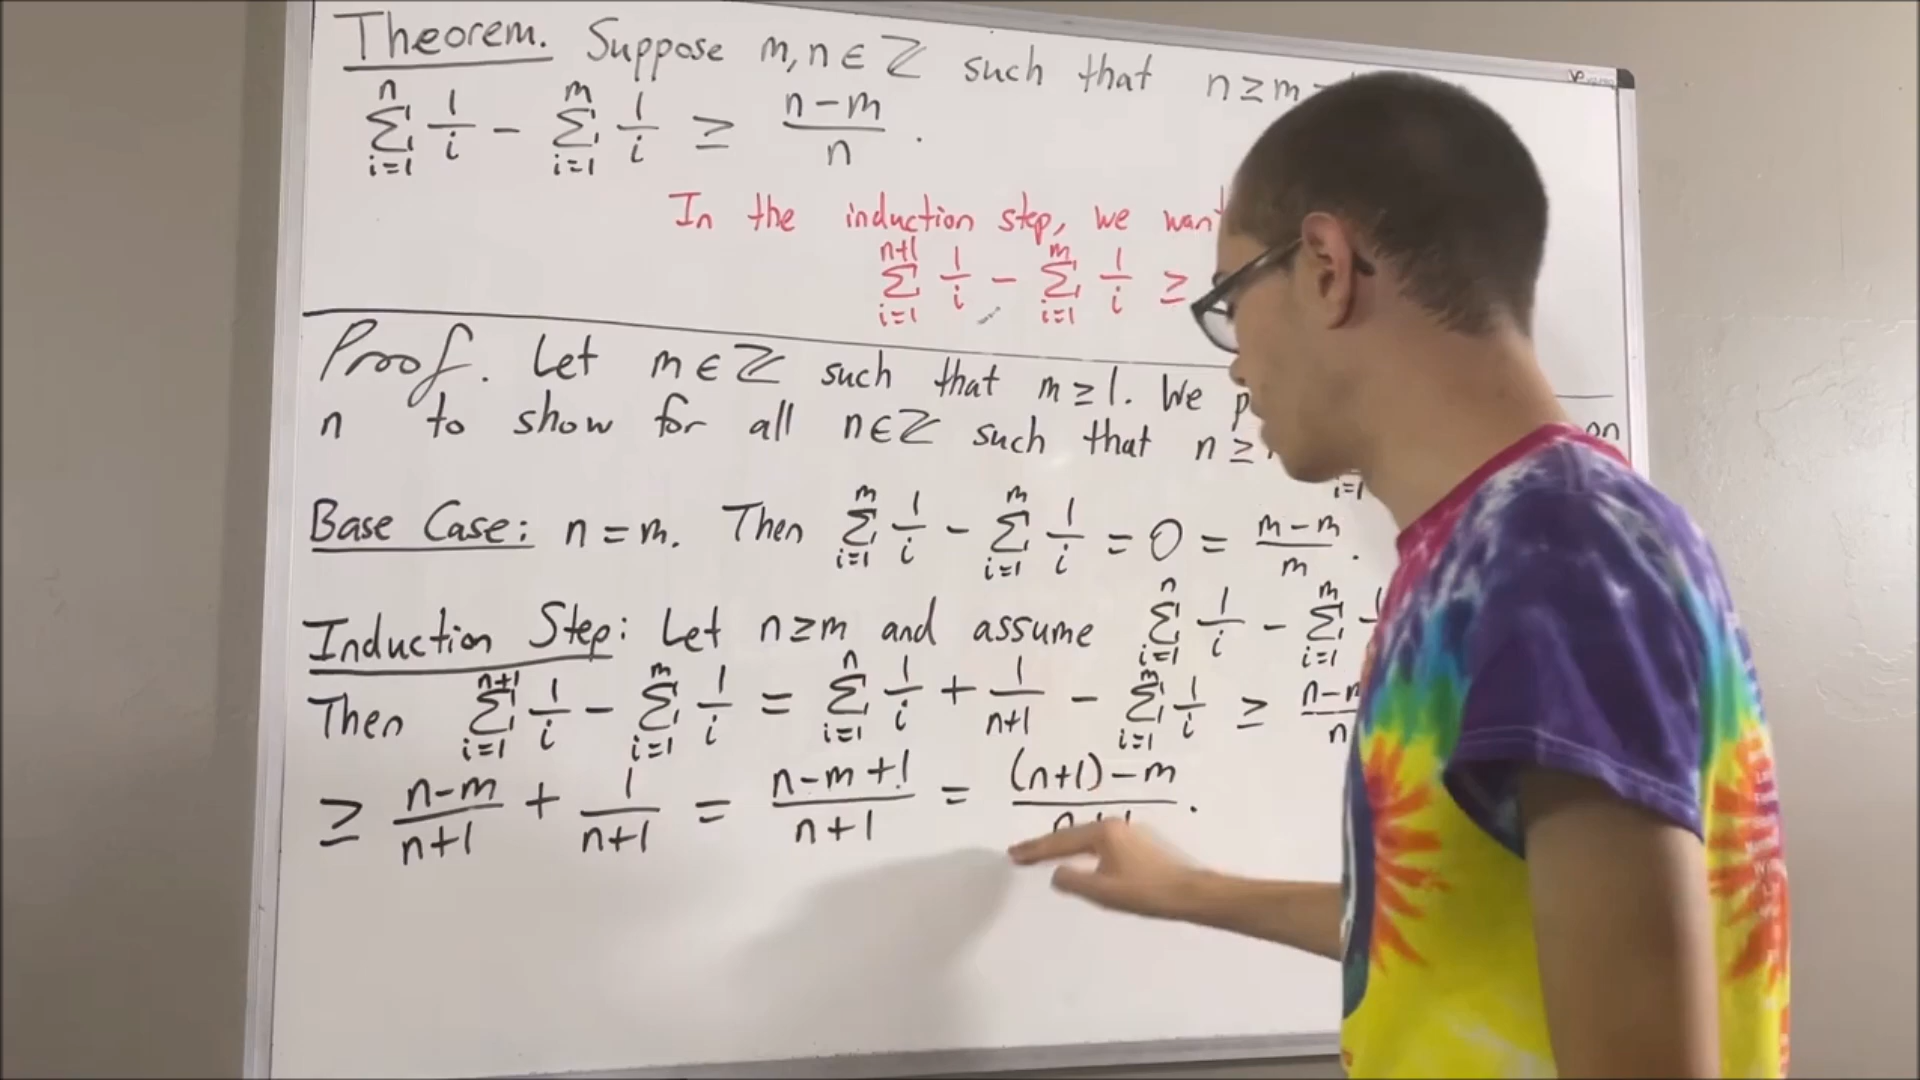 Theorem. Suppose m, n ∈ ℤ such that n ≥ m
∑_{i=1}^{n} 1/i − ∑_{i=1}^{m} 1/i ≥ (n−m)/n .
In the induction step, we want
∑_{i=1}^{n+1} 1/i − ∑_{i=1}^{m} 1/i ≥
Proof. Let m ∈ ℤ such that m ≥ 1. We
n to show for all n ∈ ℤ such that n ≥ on
i=1
Base Case: n = m. Then ∑_{i=1}^{m} 1/i − ∑_{i=1}^{m} 1/i = 0 = (m−m)/m .
Induction Step: Let n ≥ m and assume ∑_{i=1}^{n} 1/i − ∑_{i=1}^{m}
Then ∑_{i=1}^{n+1} 1/i − ∑_{i=1}^{m} 1/i = ∑_{i=1}^{n} 1/i + 1/(n+1) − ∑_{i=1}^{m} 1/i ≥ (n−m)/n
≥ (n−m)/(n+1) + 1/(n+1) = (n−m+1)/(n+1) = ((n+1)−m)/(n+1) .